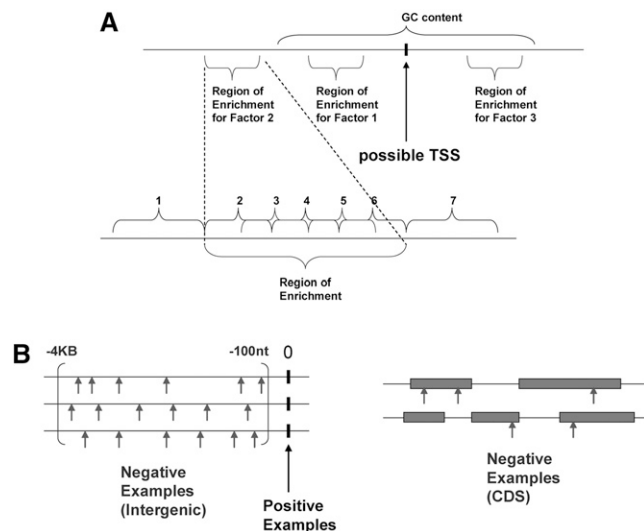 A
GC content
Region of
Enrichment
for Factor 2
Region of
Enrichment
for Factor 1
Region of
Enrichment
for Factor 3
possible TSS
1 2 3 4 5 6 7
Region of
Enrichment
B
-4KB -100nt 0
Negative
Examples
(Intergenic)
Positive
Examples
Negative
Examples
(CDS)